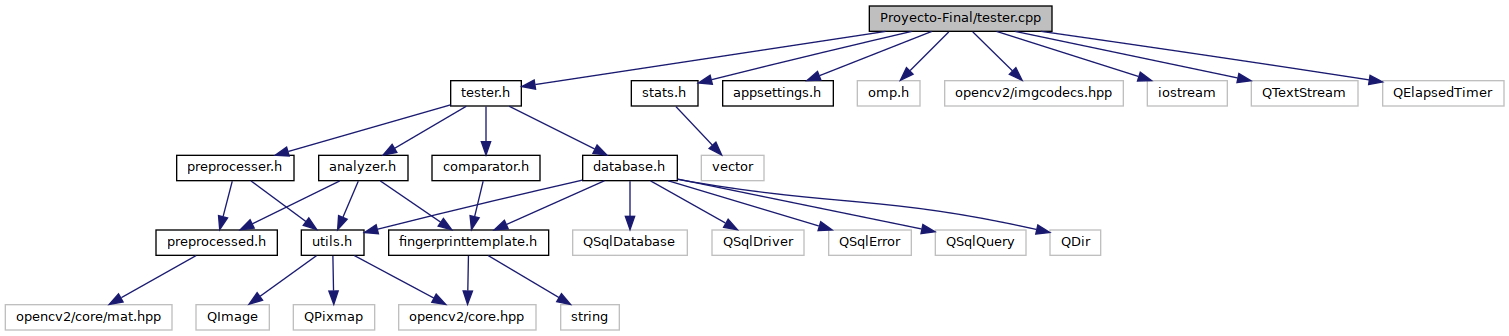 Proyecto-Final/tester.cpp
tester.h
stats.h
appsettings.h
omp.h
opencv2/imgcodecs.hpp
iostream
QTextStream
QElapsedTimer
preprocesser.h
analyzer.h
comparator.h
database.h
vector
preprocessed.h
utils.h
fingerprinttemplate.h
QSqlDatabase
QSqlDriver
QSqlError
QSqlQuery
QDir
opencv2/core/mat.hpp
QImage
QPixmap
opencv2/core.hpp
string